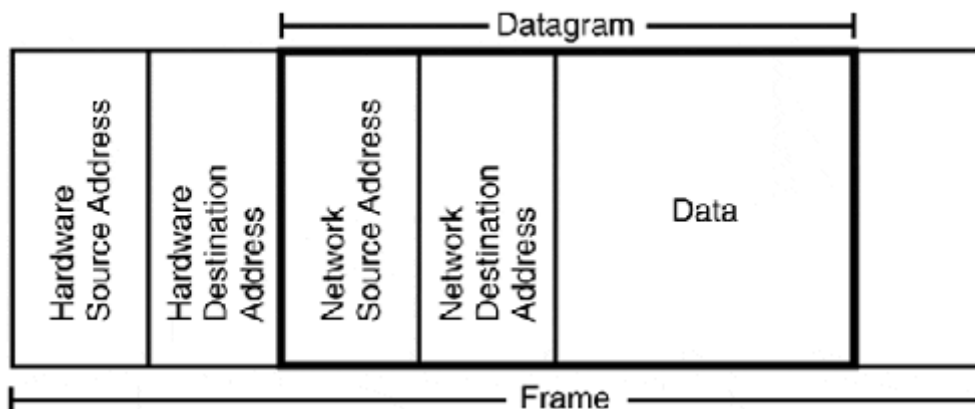 Datagram
Hardware
Source Address
Hardware
Destination
Address
Network
Source Address
Network
Destination
Address
Data
Frame